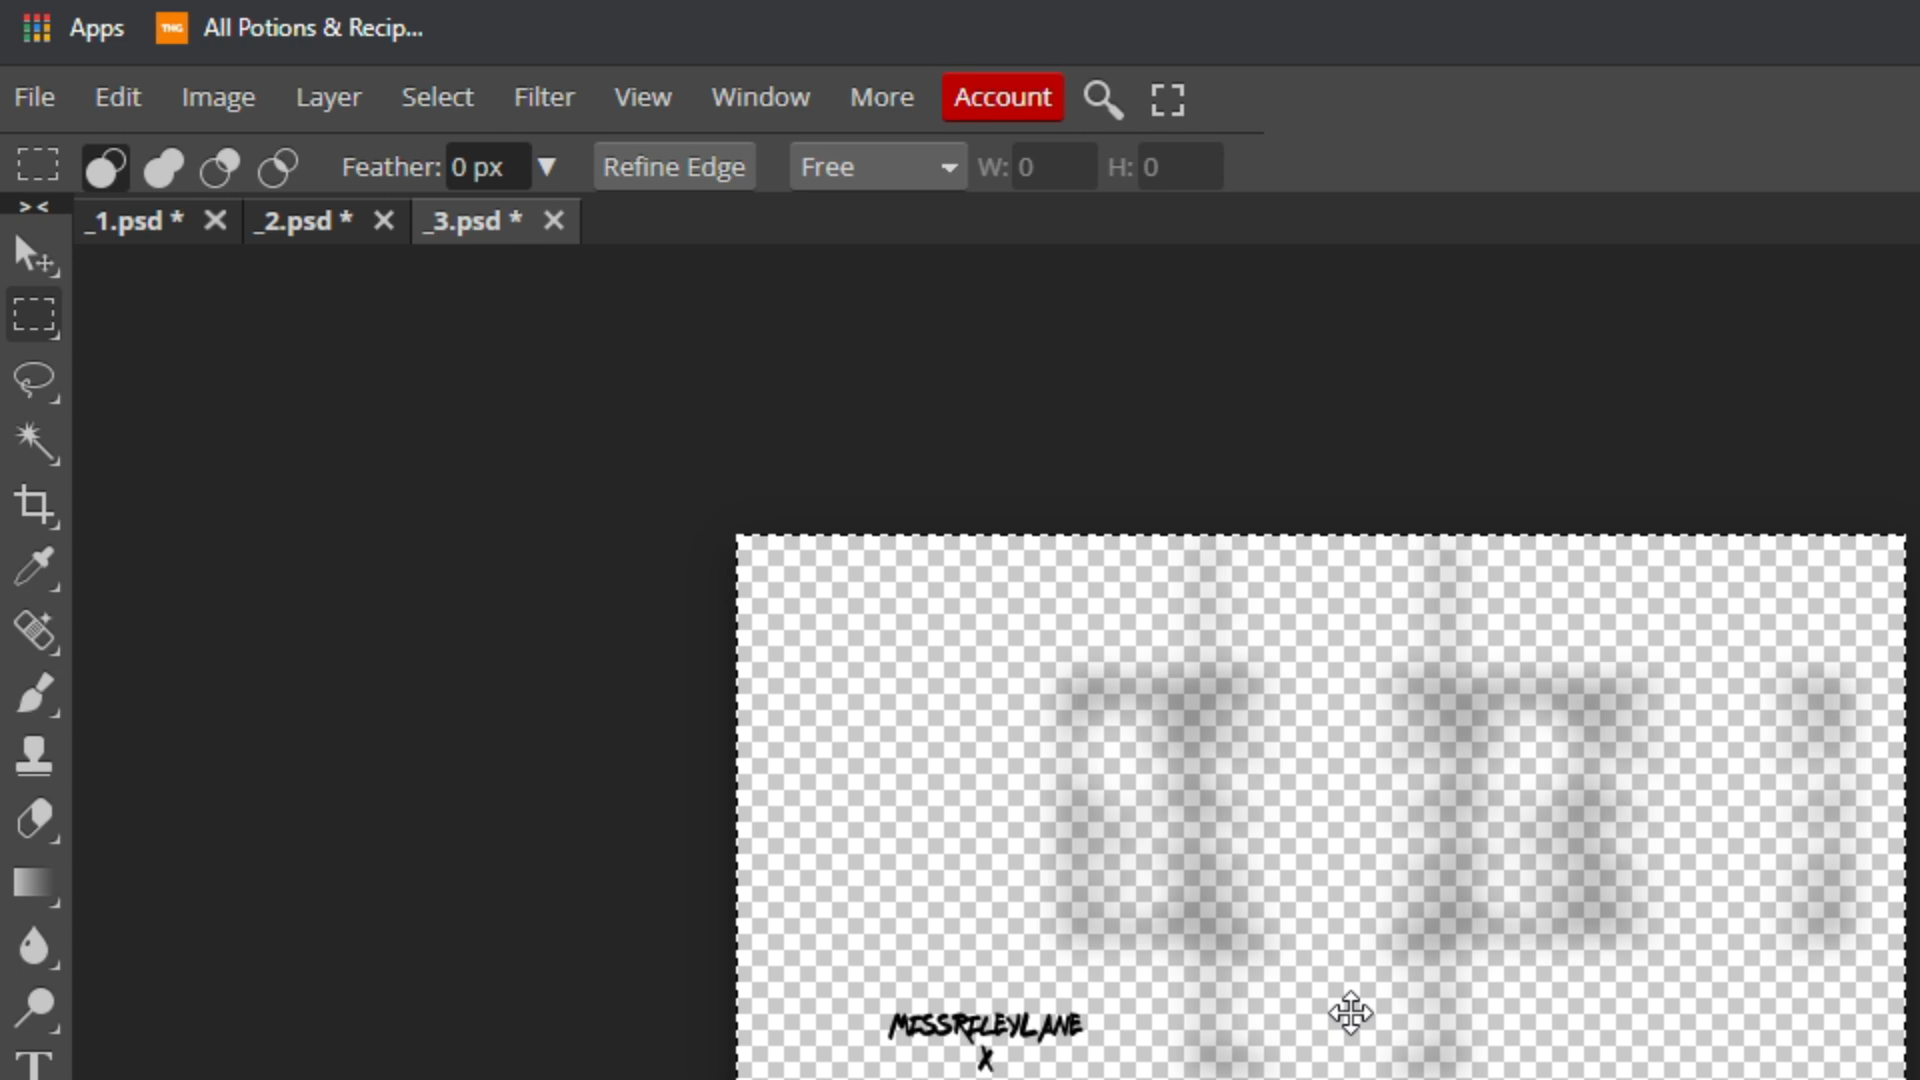 Apps THG All Potions & Recip...
File Edit Image Layer Select Filter View Window More Account
Feather: 0 px Refine Edge Free W: 0 H: 0
_1.psd * _2.psd * _3.psd *
MISSRILEYLANE
X